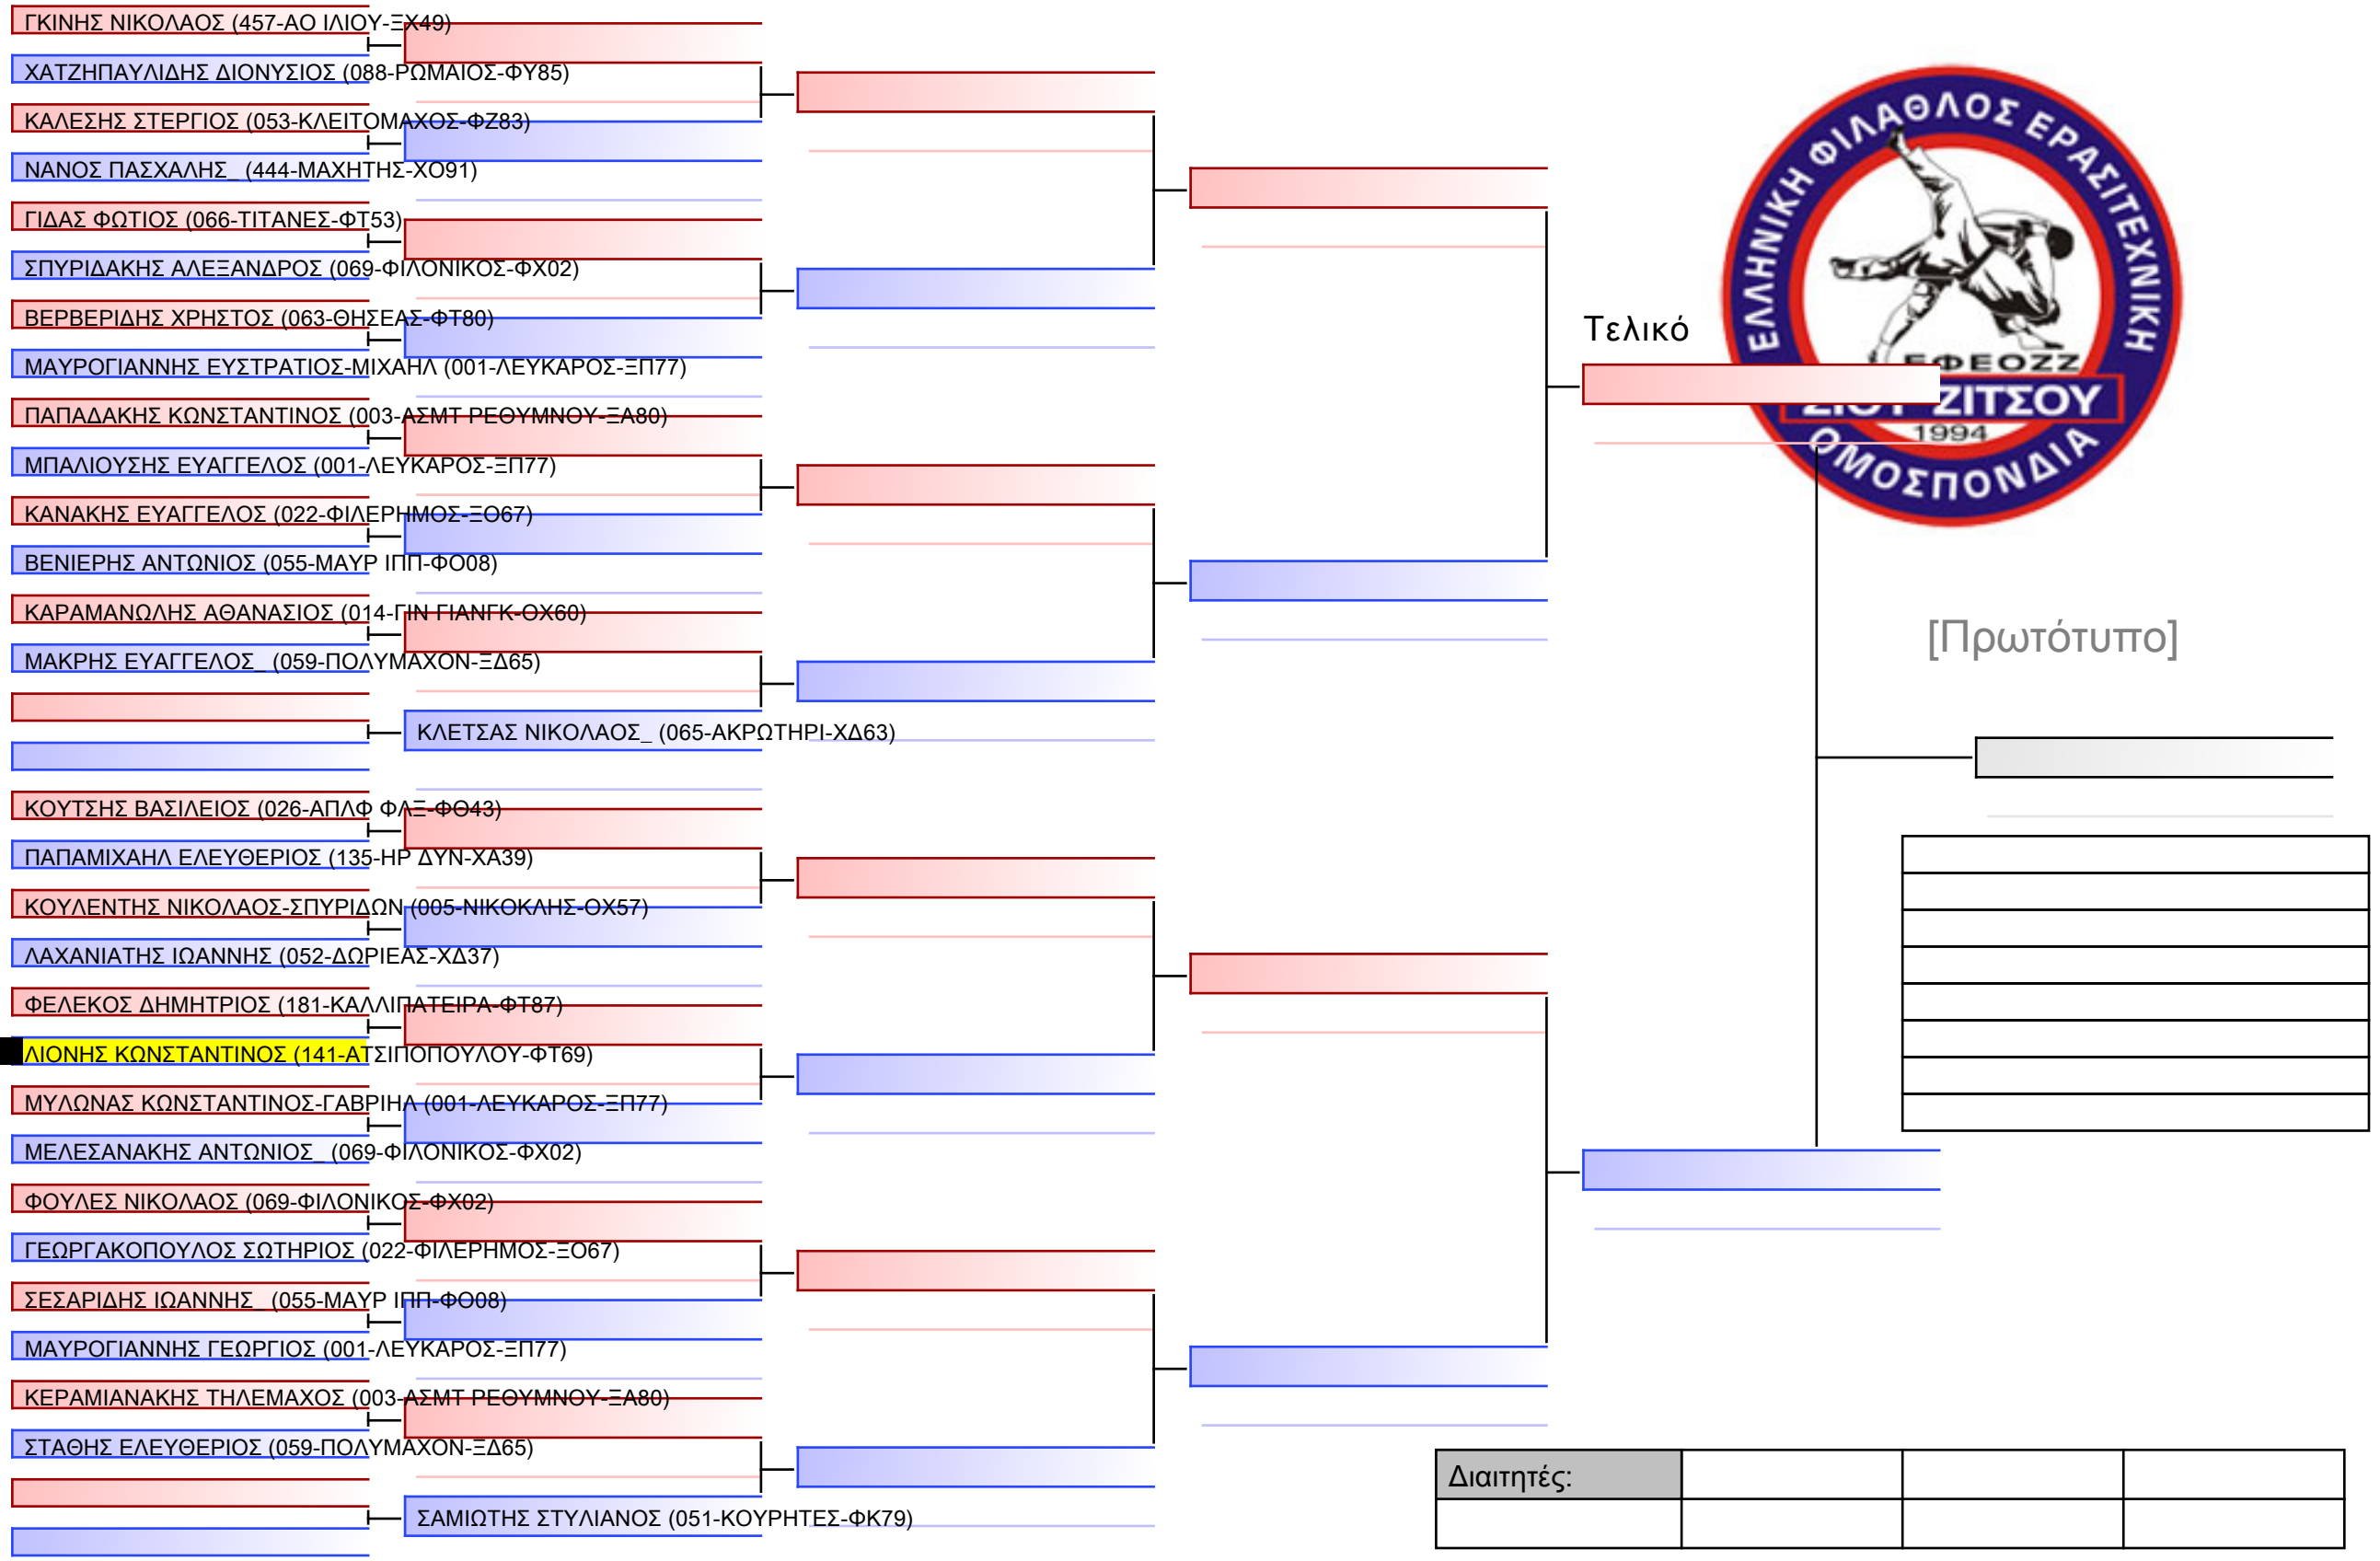 ΓΚΙΝΗΣ ΝΙΚΟΛΑΟΣ (457-ΑΟ ΙΛΙΟΥ-ΞΧ49)
ΧΑΤΖΗΠΑΥΛΙΔΗΣ ΔΙΟΝΥΣΙΟΣ (088-ΡΩΜΑΙΟΣ-ΦΥ85)
ΚΑΛΕΣΗΣ ΣΤΕΡΓΙΟΣ (053-ΚΛΕΙΤΟΜΑΧΟΣ-ΦΖ83)
ΝΑΝΟΣ ΠΑΣΧΑΛΗΣ_ (444-ΜΑΧΗΤΗΣ-ΧΟ91)
ΓΙΔΑΣ ΦΩΤΙΟΣ (066-ΤΙΤΑΝΕΣ-ΦΤ53)
ΣΠΥΡΙΔΑΚΗΣ ΑΛΕΞΑΝΔΡΟΣ (069-ΦΙΛΟΝΙΚΟΣ-ΦΧ02)
ΒΕΡΒΕΡΙΔΗΣ ΧΡΗΣΤΟΣ (063-ΘΗΣΕΑΣ-ΦΤ80)
ΜΑΥΡΟΓΙΑΝΝΗΣ ΕΥΣΤΡΑΤΙΟΣ-ΜΙΧΑΗΛ (001-ΛΕΥΚΑΡΟΣ-ΞΠ77)
ΠΑΠΑΔΑΚΗΣ ΚΩΝΣΤΑΝΤΙΝΟΣ (003-ΑΣΜΤ ΡΕΘΥΜΝΟΥ-ΞΑ80)
ΜΠΑΛΙΟΥΣΗΣ ΕΥΑΓΓΕΛΟΣ (001-ΛΕΥΚΑΡΟΣ-ΞΠ77)
ΚΑΝΑΚΗΣ ΕΥΑΓΓΕΛΟΣ (022-ΦΙΛΕΡΗΜΟΣ-ΞΟ67)
ΒΕΝΙΕΡΗΣ ΑΝΤΩΝΙΟΣ (055-ΜΑΥΡ ΙΠΠ-ΦΟ08)
ΚΑΡΑΜΑΝΩΛΗΣ ΑΘΑΝΑΣΙΟΣ (014-ΓΙΝ ΓΙΑΝΓΚ-ΟΧ60)
ΜΑΚΡΗΣ ΕΥΑΓΓΕΛΟΣ_ (059-ΠΟΛΥΜΑΧΟΝ-ΞΔ65)
ΚΛΕΤΣΑΣ ΝΙΚΟΛΑΟΣ_ (065-ΑΚΡΩΤΗΡΙ-ΧΔ63)
ΚΟΥΤΣΗΣ ΒΑΣΙΛΕΙΟΣ (026-ΑΠΛΦ ΦΛΞ-ΦΘ43)
ΠΑΠΑΜΙΧΑΗΛ ΕΛΕΥΘΕΡΙΟΣ (135-ΗΡ ΔΥΝ-ΧΑ39)
ΚΟΥΛΕΝΤΗΣ ΝΙΚΟΛΑΟΣ-ΣΠΥΡΙΔΩΝ (005-ΝΙΚΟΚΛΗΣ-ΟΧ57)
ΛΑΧΑΝΙΑΤΗΣ ΙΩΑΝΝΗΣ (052-ΔΩΡΙΕΑΣ-ΧΔ37)
ΦΕΛΕΚΟΣ ΔΗΜΗΤΡΙΟΣ (181-ΚΑΛΛΙΠΑΤΕΙΡΑ-ΦΤ87)
ΛΙΟΝΗΣ ΚΩΝΣΤΑΝΤΙΝΟΣ (141-ΑΤΣΙΠΟΠΟΥΛΟΥ-ΦΤ69)
ΜΥΛΩΝΑΣ ΚΩΝΣΤΑΝΤΙΝΟΣ-ΓΑΒΡΙΗΛ (001-ΛΕΥΚΑΡΟΣ-ΞΠ77)
ΜΕΛΕΣΑΝΑΚΗΣ ΑΝΤΩΝΙΟΣ_ (069-ΦΙΛΟΝΙΚΟΣ-ΦΧ02)
ΦΟΥΛΕΣ ΝΙΚΟΛΑΟΣ (069-ΦΙΛΟΝΙΚΟΣ-ΦΧ02)
ΓΕΩΡΓΑΚΟΠΟΥΛΟΣ ΣΩΤΗΡΙΟΣ (022-ΦΙΛΕΡΗΜΟΣ-ΞΟ67)
ΣΕΣΑΡΙΔΗΣ ΙΩΑΝΝΗΣ_ (055-ΜΑΥΡ ΙΠΠ-ΦΟ08)
ΜΑΥΡΟΓΙΑΝΝΗΣ ΓΕΩΡΓΙΟΣ (001-ΛΕΥΚΑΡΟΣ-ΞΠ77)
ΚΕΡΑΜΙΑΝΑΚΗΣ ΤΗΛΕΜΑΧΟΣ (003-ΑΣΜΤ ΡΕΘΥΜΝΟΥ-ΞΑ80)
ΣΤΑΘΗΣ ΕΛΕΥΘΕΡΙΟΣ (059-ΠΟΛΥΜΑΧΟΝ-ΞΔ65)
ΣΑΜΙΩΤΗΣ ΣΤΥΛΙΑΝΟΣ (051-ΚΟΥΡΗΤΕΣ-ΦΚ79)
Τελικό
ΕΛΛΗΝΙΚΗ ΦΙΛΑΘΛΟΣ ΕΡΑΣΙΤΕΧΝΙΚΗ
ΕΦΕΟΖΖ
ΖΙΤΣΟΥ
1994
ΟΜΟΣΠΟΝΔΙΑ
[Πρωτότυπο]
Διαιτητές: